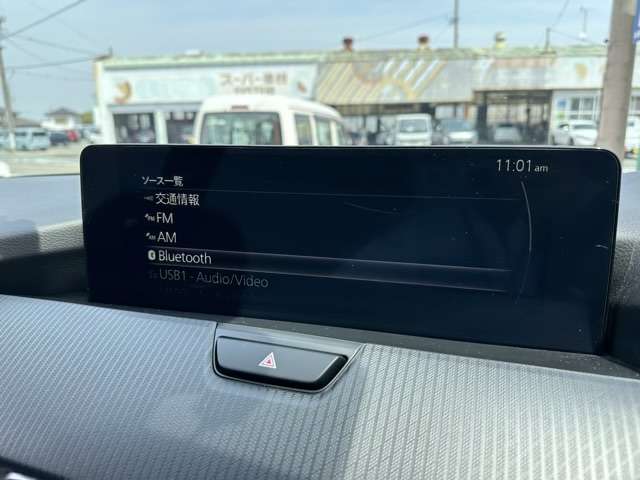 スーパー
11:01 am
ソース一覧
交通情報
FM
AM
Bluetooth
USB1 - Audio/Video